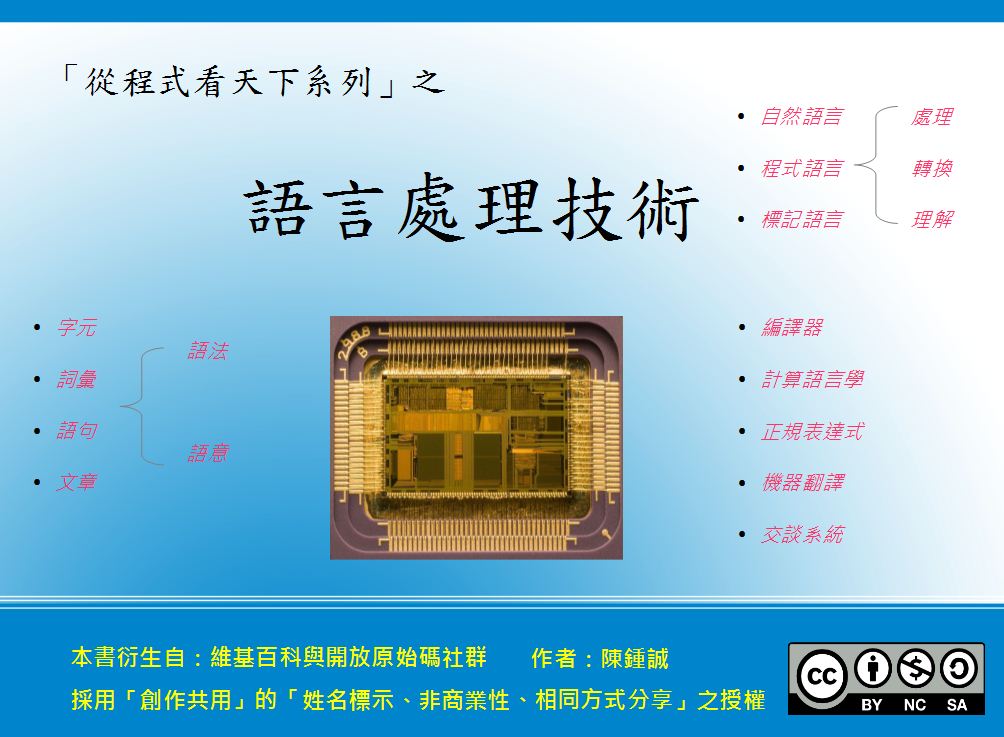 「從程式看天下系列」之
語言處理技術
• 自然語言
• 程式語言
• 標記語言
處理
轉換
理解
• 字元
• 詞彙
• 語句
• 文章
語法
語意
2988
8
• 編譯器
• 計算語言學
• 正規表達式
• 機器翻譯
• 交談系統
本書衍生自：維基百科與開放原始碼社群 作者：陳鍾誠
採用「創作共用」的「姓名標示、非商業性、相同方式分享」之授權
cc
BY NC SA